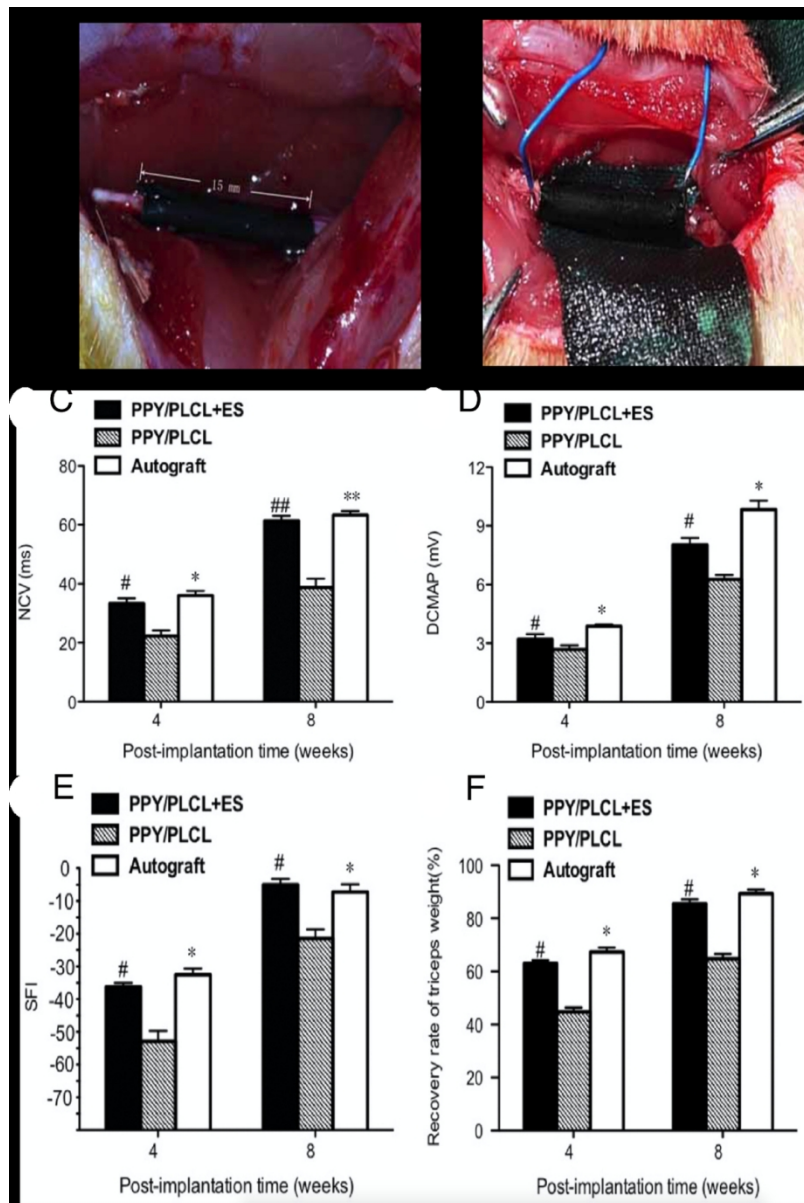 15 mm
C
PPY/PLCL+ES
PPY/PLCL
Autograft
80
60
40
20
0
NCV (ms)
#
*
##
**
4
8
Post-implantation time (weeks)
D
PPY/PLCL+ES
PPY/PLCL
Autograft
12
9
6
3
0
DCMAP (mV)
#
*
#
*
4
8
Post-implantation time (weeks)
E
PPY/PLCL+ES
PPY/PLCL
Autograft
0
-10
-20
-30
-40
-50
-60
-70
SFI
#
*
#
*
4
8
Post-implantation time (weeks)
F
PPY/PLCL+ES
PPY/PLCL
Autograft
100
80
60
40
20
0
Recovery rate of triceps weight(%)
#
*
#
*
4
8
Post-implantation time (weeks)